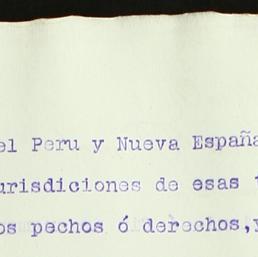 el Peru y Nueva España
urisdiciones de esas
os pechos ó derechos,y